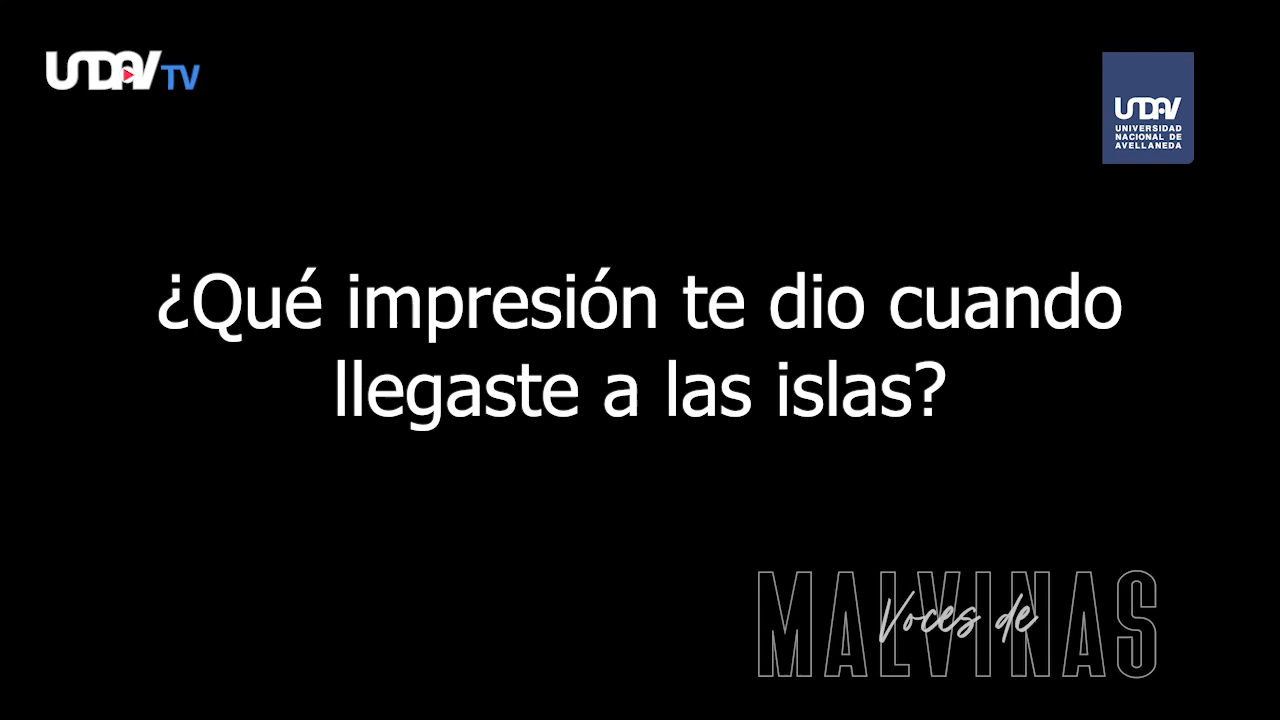 UNDAV TV
UNDAV
UNIVERSIDAD
NACIONAL DE
AVELLANEDA
¿Qué impresión te dio cuando
llegaste a las islas?
Voces de
MALVINAS